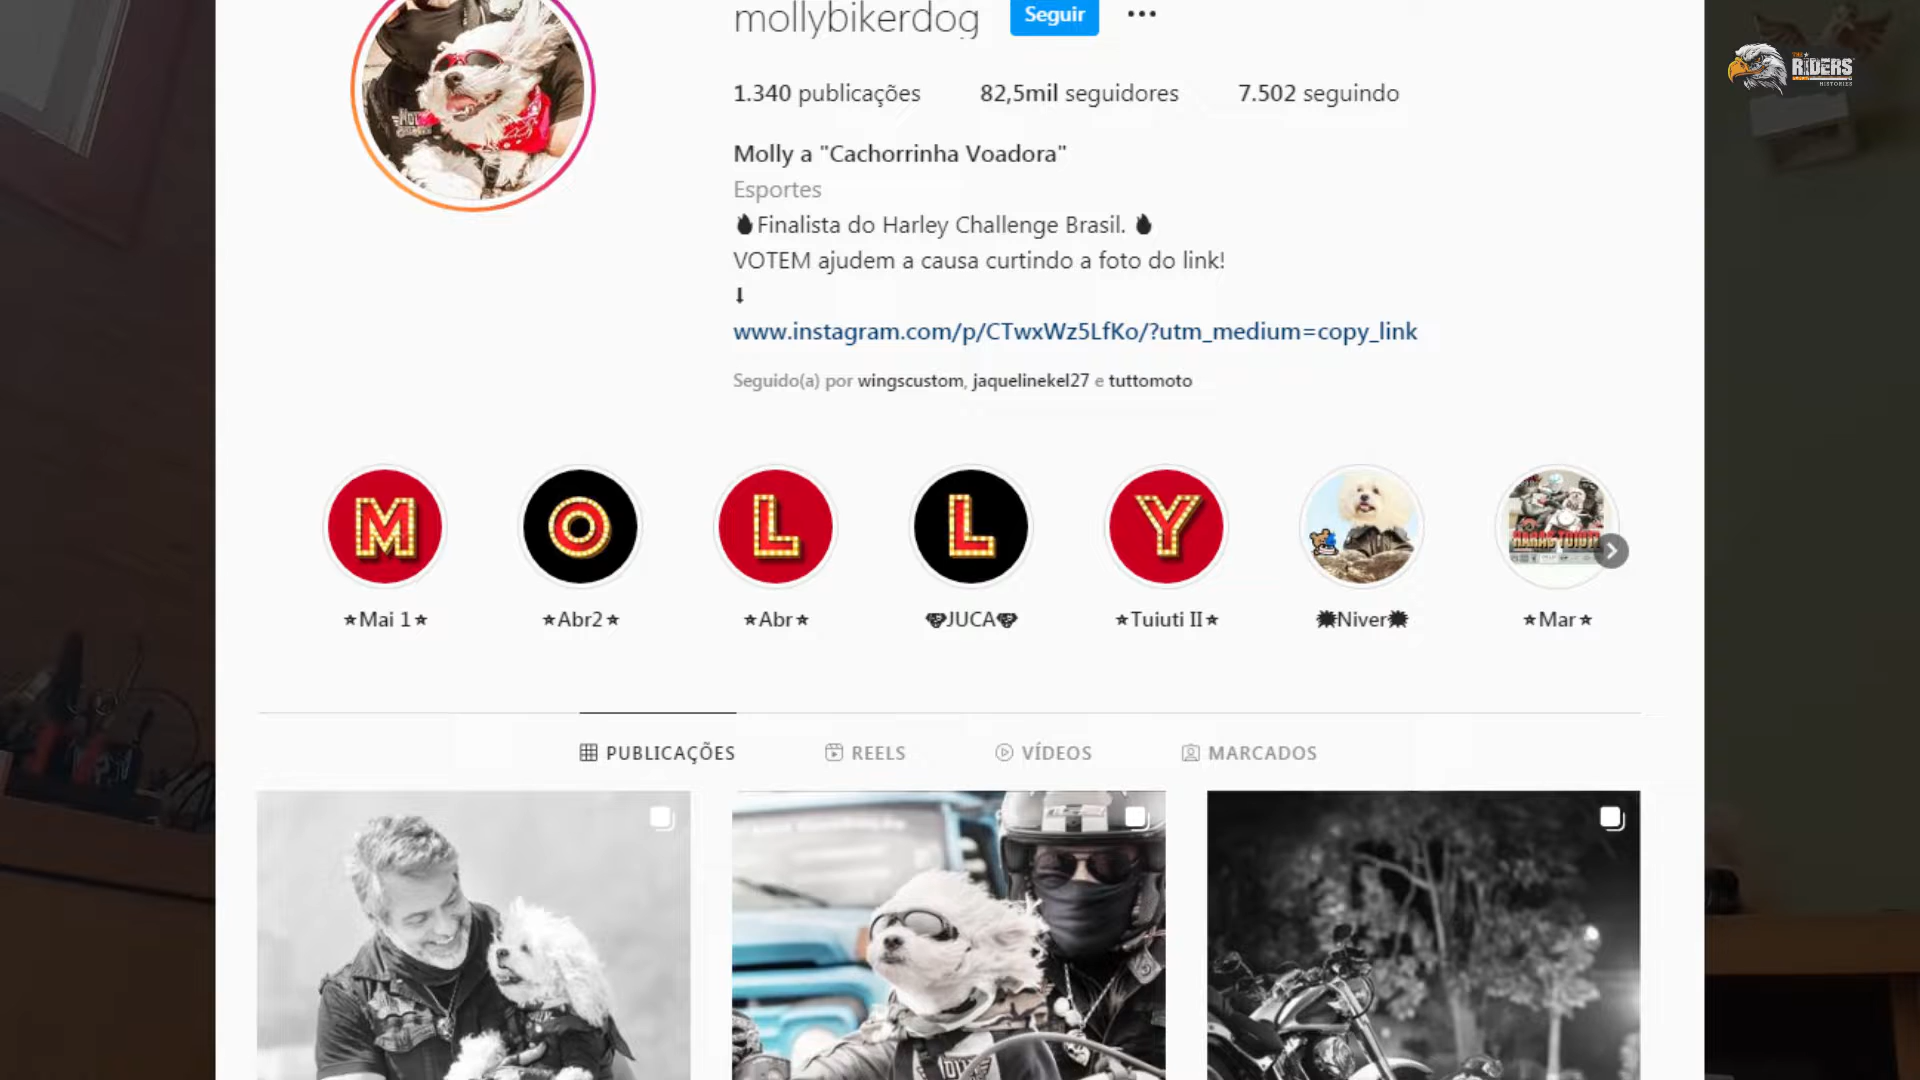 mollybikerdog
Seguir
1.340 publicações 82,5mil seguidores 7.502 seguindo
Molly a "Cachorrinha Voadora"
Esportes
Finalista do Harley Challenge Brasil.
VOTEM ajudem a causa curtindo a foto do link!
www.instagram.com/p/CTwxWz5LfKo/?utm_medium=copy_link
Seguido(a) por wingscustom, jaquelinekel27 e tuttomoto
M O L L Y
⭐Mai 1⭐
⭐Abr2⭐
⭐Abr⭐
JUCA
⭐Tuiuti II⭐
Niver
⭐Mar⭐
PUBLICAÇÕES
REELS
VÍDEOS
MARCADOS
THE RIDERS
HISTORIES